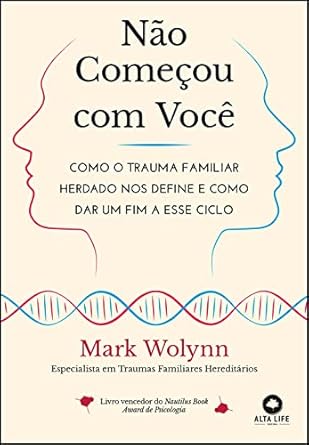 Não
Começou
com Você
COMO O TRAUMA FAMILIAR
HERDADO NOS DEFINE E COMO
DAR UM FIM A ESSE CICLO
Mark Wolynn
Especialista em Traumas Familiares Hereditários
Livro vencedor do Nautilus Book
Award de Psicologia
ALTA LIFE